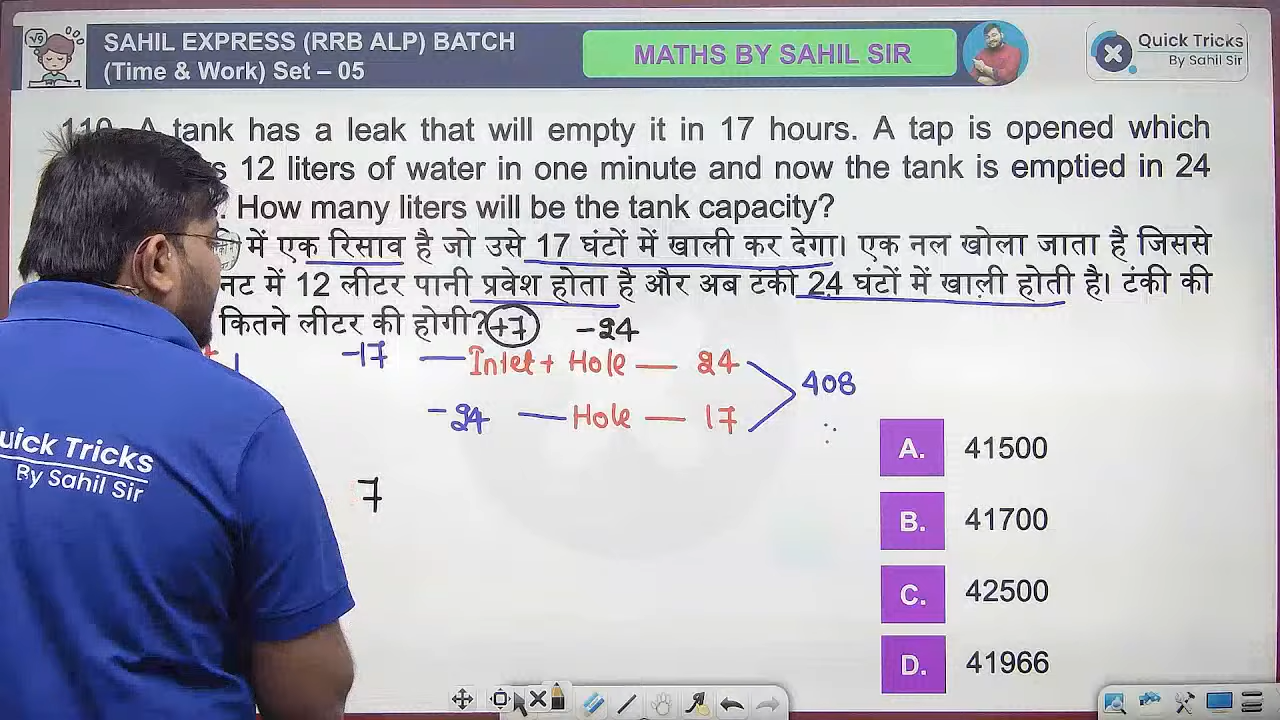 SAHIL EXPRESS (RRB ALP) BATCH
(Time & Work) Set – 05
MATHS BY SAHIL SIR
Quick Tricks
By Sahil Sir
A tank has a leak that will empty it in 17 hours. A tap is opened which
12 liters of water in one minute and now the tank is emptied in 24
. How many liters will be the tank capacity?
में एक रिसाव है जो उसे 17 घंटों में खाली कर देगा। एक नल खोला जाता है जिससे
नट में 12 लीटर पानी प्रवेश होता है और अब टंकी 24 घंटों में खाली होती है। टंकी की
कितने लीटर की होगी? +7 -24
-17 — Inlet + Hole — 24
408
-24 — Hole — 17
7
A. 41500
B. 41700
C. 42500
D. 41966
uick Tricks
By Sahil Sir